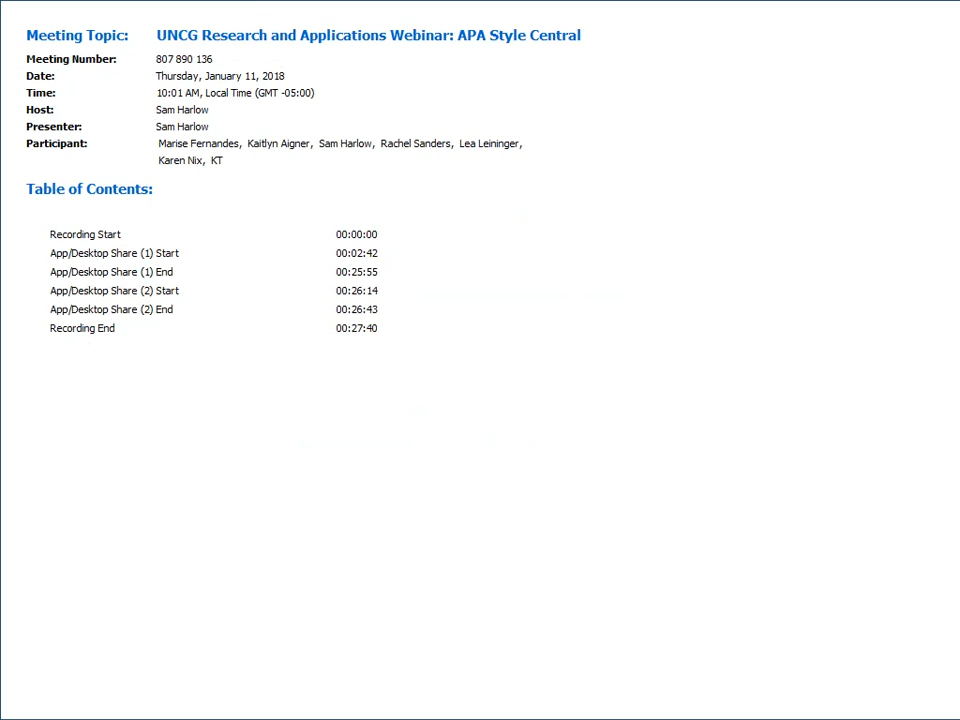 Meeting Topic: UNCG Research and Applications Webinar: APA Style Central
Meeting Number: 807 890 136
Date: Thursday, January 11, 2018
Time: 10:01 AM, Local Time (GMT -05:00)
Host: Sam Harlow
Presenter: Sam Harlow
Participant: Marise Fernandes, Kaitlyn Aigner, Sam Harlow, Rachel Sanders, Lea Leininger,
Karen Nix, KT
Table of Contents:
Recording Start 00:00:00
App/Desktop Share (1) Start 00:02:42
App/Desktop Share (1) End 00:25:55
App/Desktop Share (2) Start 00:26:14
App/Desktop Share (2) End 00:26:43
Recording End 00:27:40